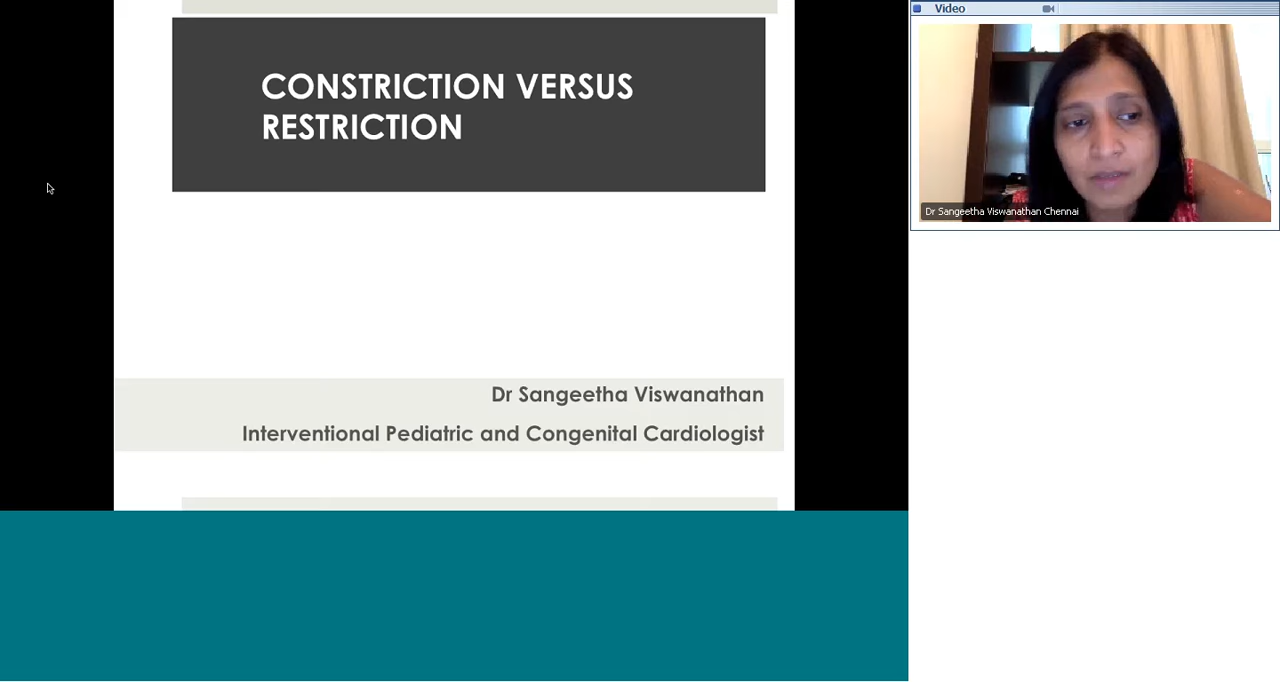 CONSTRICTION VERSUS
RESTRICTION
Dr Sangeetha Viswanathan
Interventional Pediatric and Congenital Cardiologist
Video
Dr Sangeetha Viswanathan Chennai